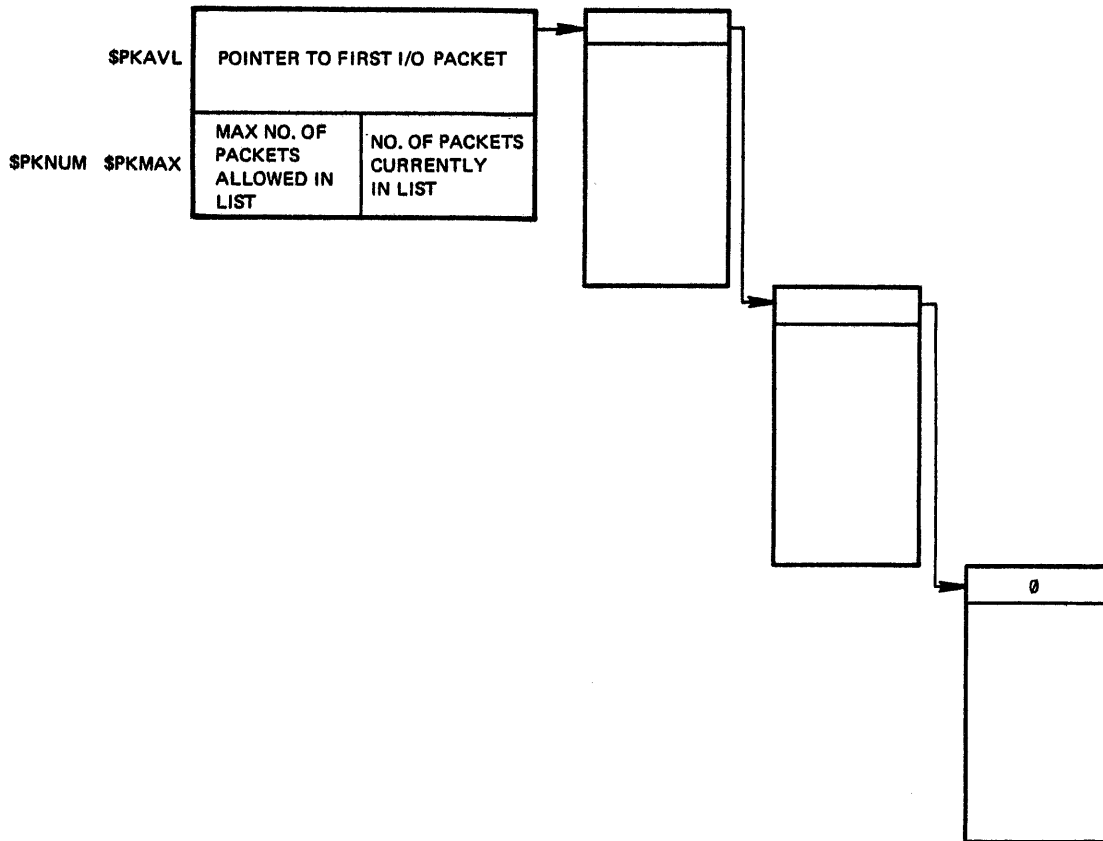 $PKAVL POINTER TO FIRST I/O PACKET
$PKNUM $PKMAX
MAX NO. OF
PACKETS
ALLOWED IN
LIST
NO. OF PACKETS
CURRENTLY
IN LIST
Ø